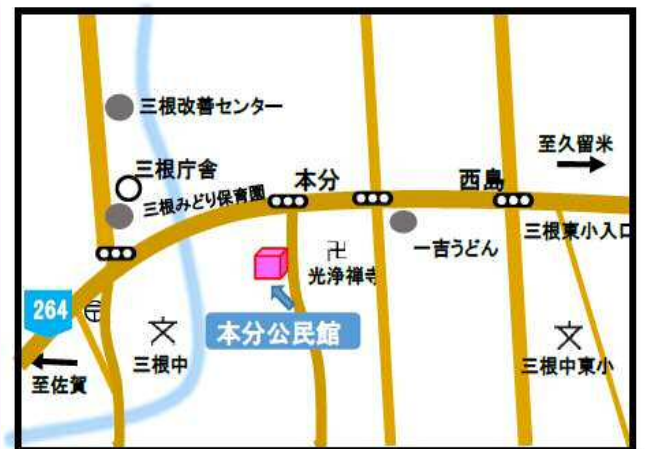 三根改善センター
至久留米
三根庁舎
本分
西島
三根みどり保育園
三根東小入口
一吉うどん
卍
光浄禅寺
264
〒
文
本分公民館
文
三根中
三根中東小
至佐賀